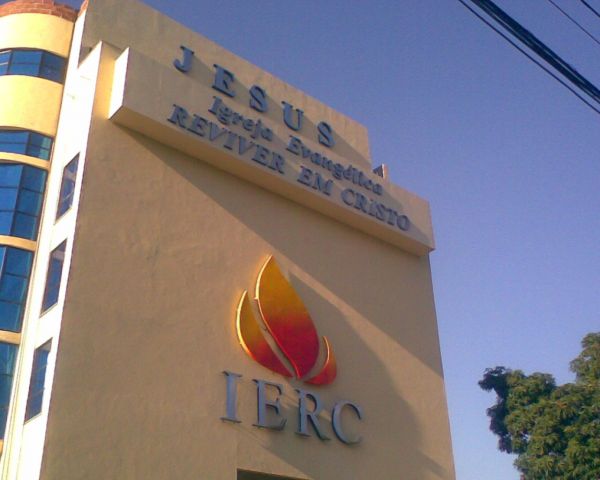 JESUS
Igreja Evangélica
REVIVER EM CRiSTO
IERC